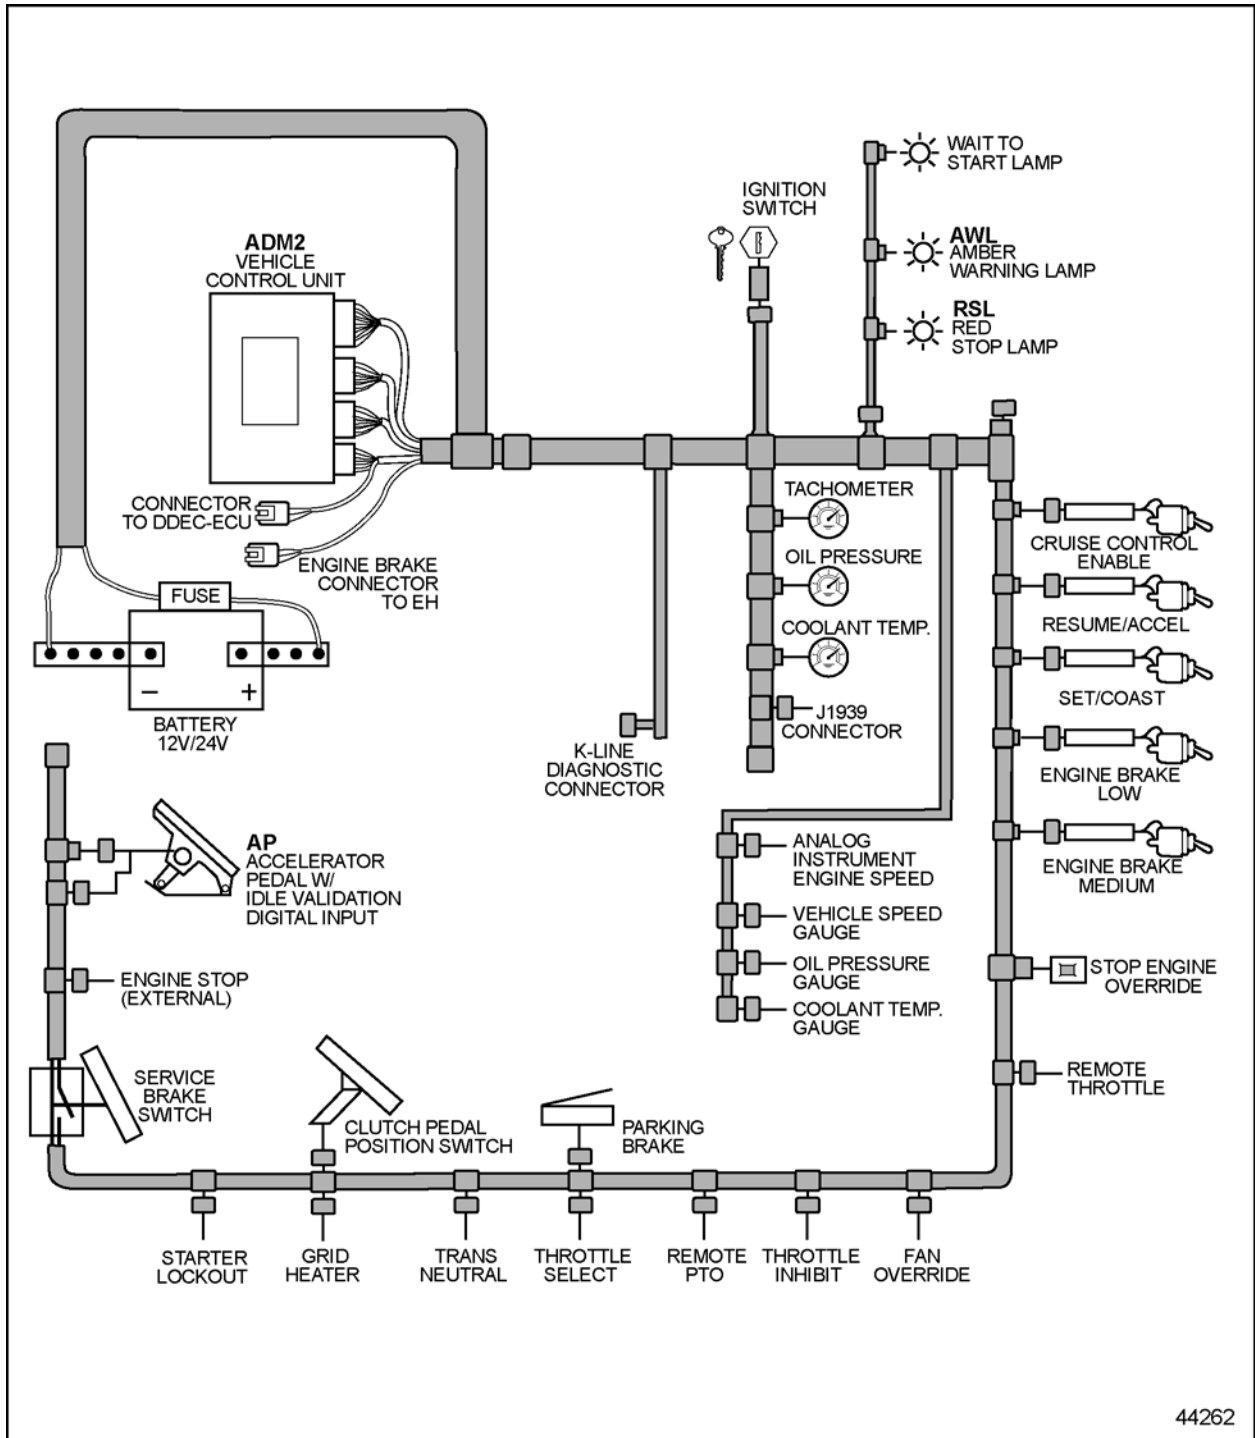 WAIT TO
START LAMP
IGNITION
SWITCH
ADM2
VEHICLE
CONTROL UNIT
AWL
AMBER
WARNING LAMP
RSL
RED
STOP LAMP
TACHOMETER
CONNECTOR
TO DDEC-ECU
OIL PRESSURE
CRUISE CONTROL
ENABLE
ENGINE BRAKE
CONNECTOR
TO EH
FUSE
COOLANT TEMP.
RESUME/ACCEL
– +
BATTERY
12V/24V
J1939
CONNECTOR
SET/COAST
K-LINE
DIAGNOSTIC
CONNECTOR
ENGINE BRAKE
LOW
AP
ACCELERATOR
PEDAL W/
IDLE VALIDATION
DIGITAL INPUT
ANALOG
INSTRUMENT
ENGINE SPEED
ENGINE BRAKE
MEDIUM
VEHICLE SPEED
GAUGE
ENGINE STOP
(EXTERNAL)
OIL PRESSURE
GAUGE
STOP ENGINE
OVERRIDE
COOLANT TEMP.
GAUGE
SERVICE
BRAKE
SWITCH
REMOTE
THROTTLE
CLUTCH PEDAL
POSITION SWITCH
PARKING
BRAKE
STARTER
LOCKOUT
GRID
HEATER
TRANS
NEUTRAL
THROTTLE
SELECT
REMOTE
PTO
THROTTLE
INHIBIT
FAN
OVERRIDE
44262